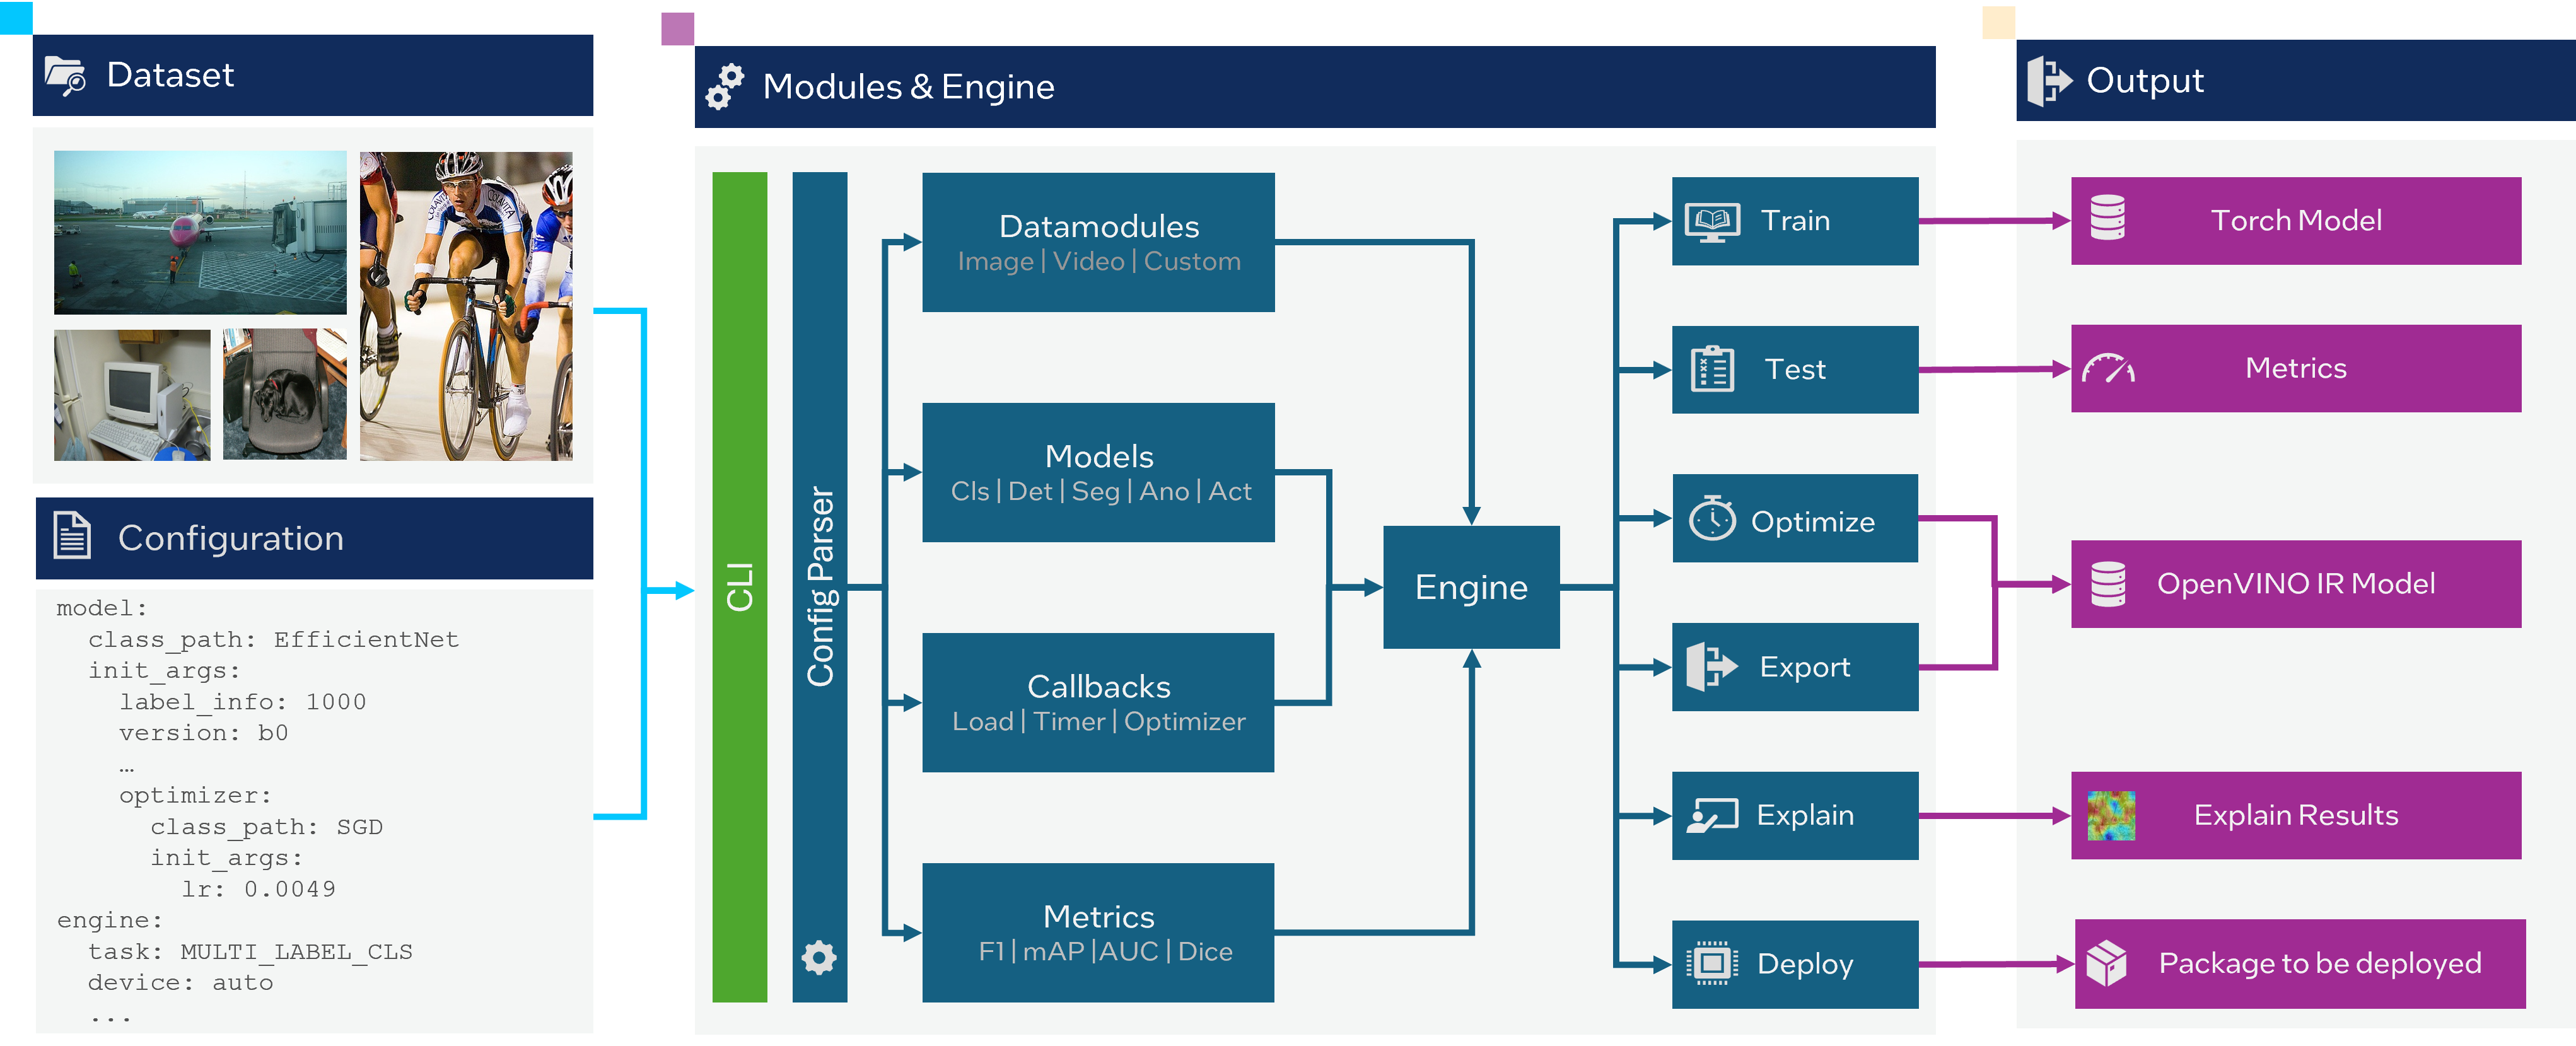 Dataset
COLAVITA
COLAVITA
Configuration
model:
  class_path: EfficientNet
  init_args:
    label_info: 1000
    version: b0
    …
    optimizer:
      class_path: SGD
      init_args:
        lr: 0.0049
engine:
  task: MULTI_LABEL_CLS
  device: auto
  ...
Modules & Engine
CLI
Config Parser
Datamodules
Image | Video | Custom
Models
Cls | Det | Seg | Ano | Act
Callbacks
Load | Timer | Optimizer
Metrics
F1 | mAP |AUC | Dice
Engine
Train
Test
Optimize
Export
Explain
Deploy
Output
Torch Model
Metrics
OpenVINO IR Model
Explain Results
Package to be deployed